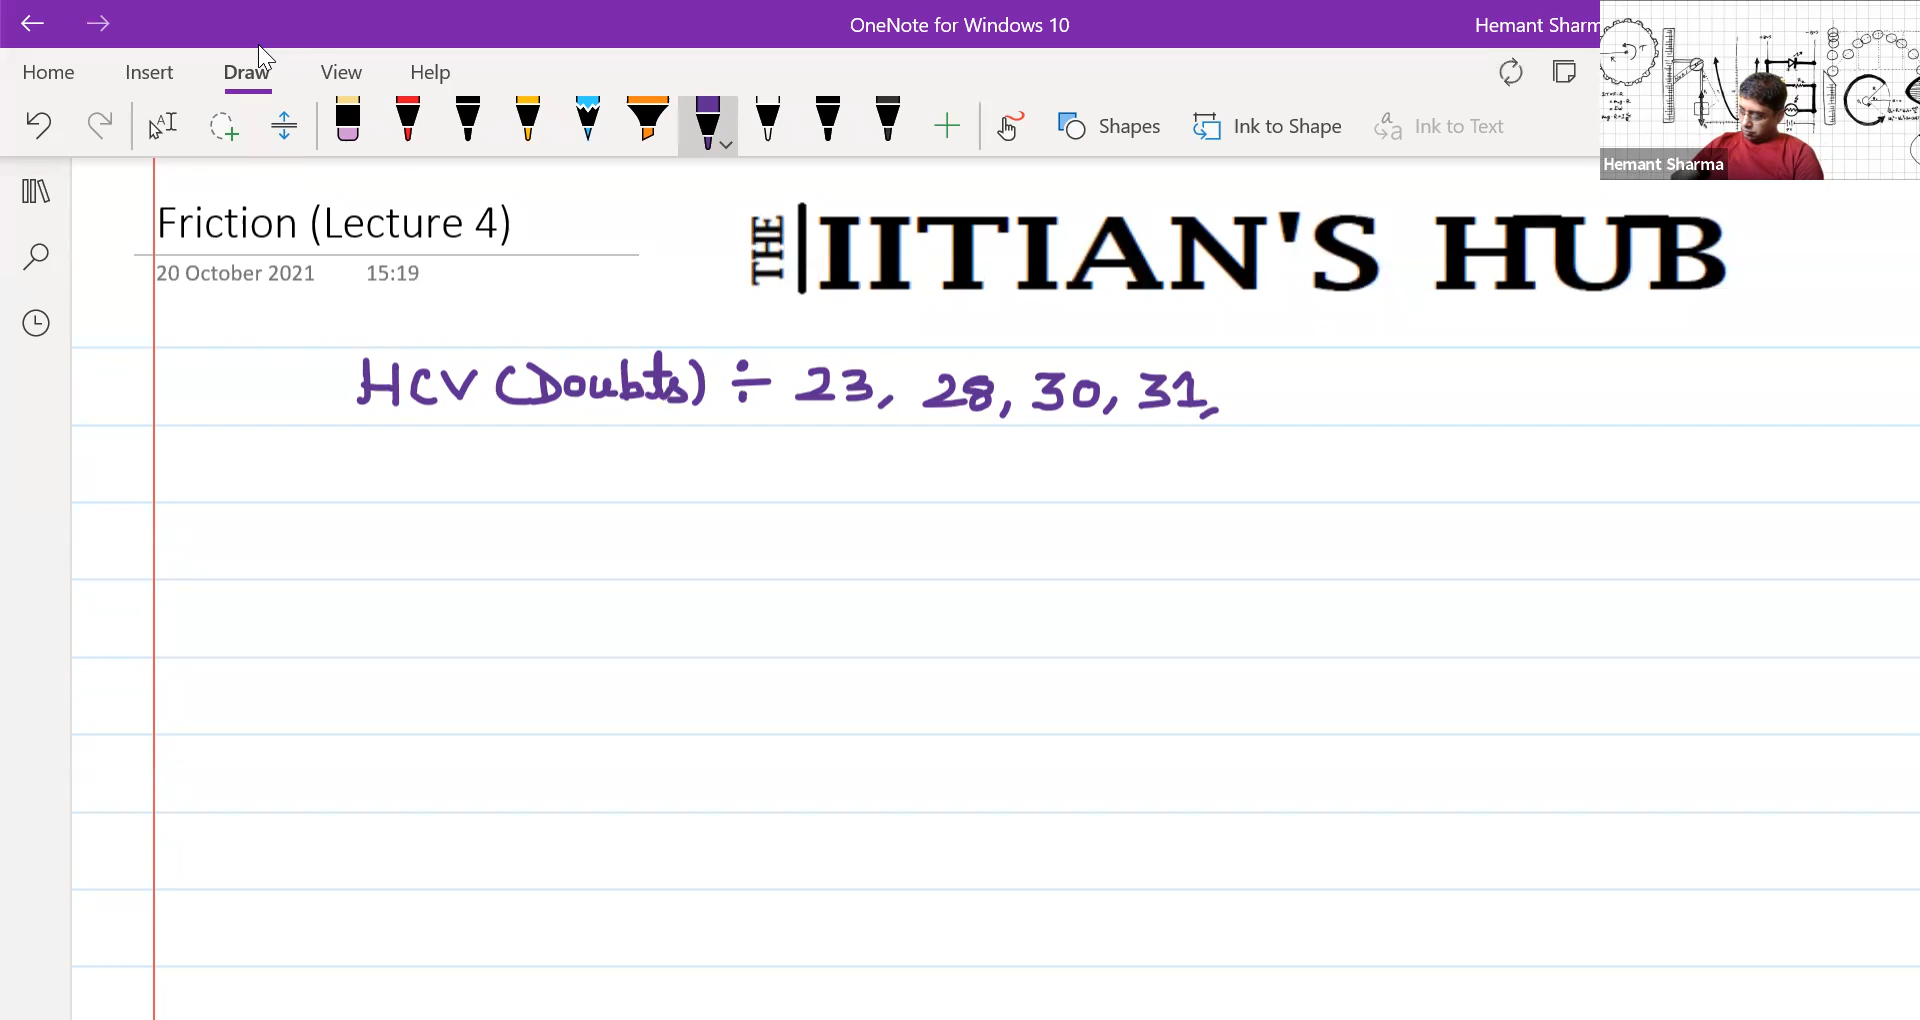 OneNote for Windows 10
Hemant Sharm
Home Insert Draw View Help
Shapes Ink to Shape Ink to Text
Hemant Sharma
Friction (Lecture 4)
THE IITIAN'S HUB
20 October 2021 15:19
HCV (Doubts) ÷ 23, 28, 30, 31,